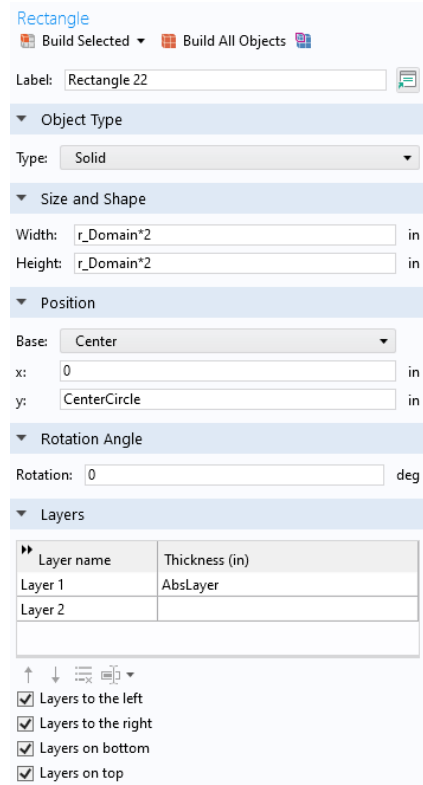 Rectangle
Build Selected Build All Objects
Label: Rectangle 22
Object Type
Type: Solid
Size and Shape
Width: r_Domain*2 in
Height: r_Domain*2 in
Position
Base: Center
x: 0 in
y: CenterCircle in
Rotation Angle
Rotation: 0 deg
Layers
Layer name Thickness (in)
Layer 1 AbsLayer
Layer 2
Layers to the left
Layers to the right
Layers on bottom
Layers on top